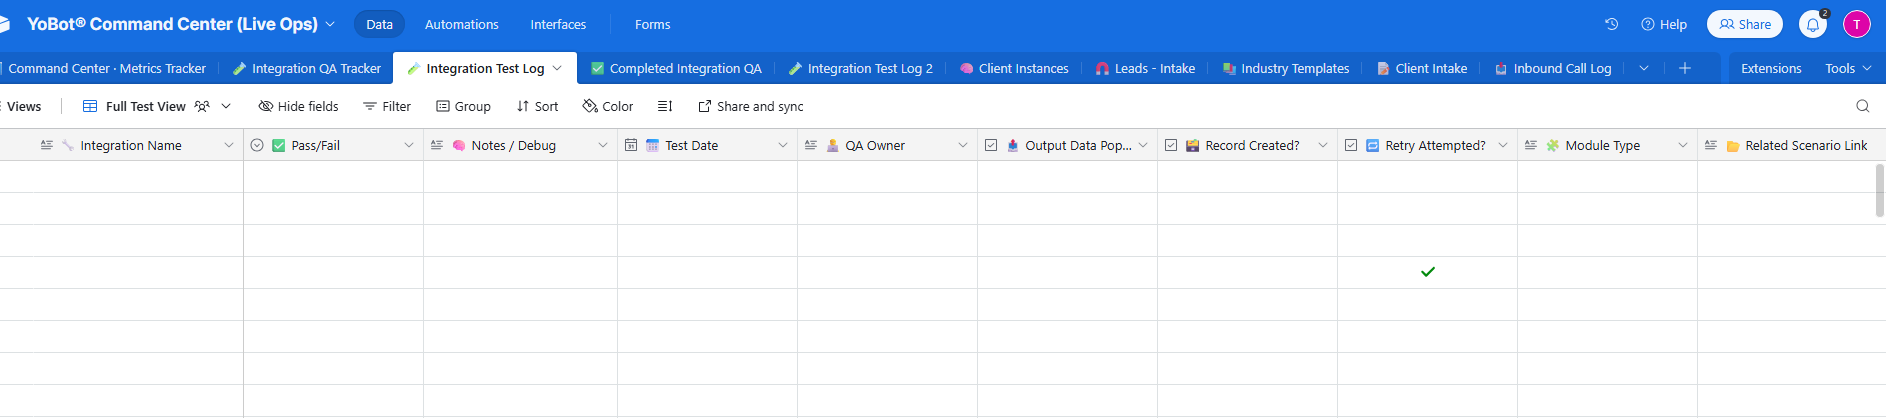 YoBot® Command Center (Live Ops) Data Automations Interfaces Forms Help Share 2 T
Command Center · Metrics Tracker Integration QA Tracker Integration Test Log Completed Integration QA Integration Test Log 2 Client Instances Leads - Intake Industry Templates Client Intake Inbound Call Log Extensions Tools
Views Full Test View Hide fields Filter Group Sort Color Share and sync
Integration Name Pass/Fail Notes / Debug Test Date QA Owner Output Data Pop... Record Created? Retry Attempted? Module Type Related Scenario Link